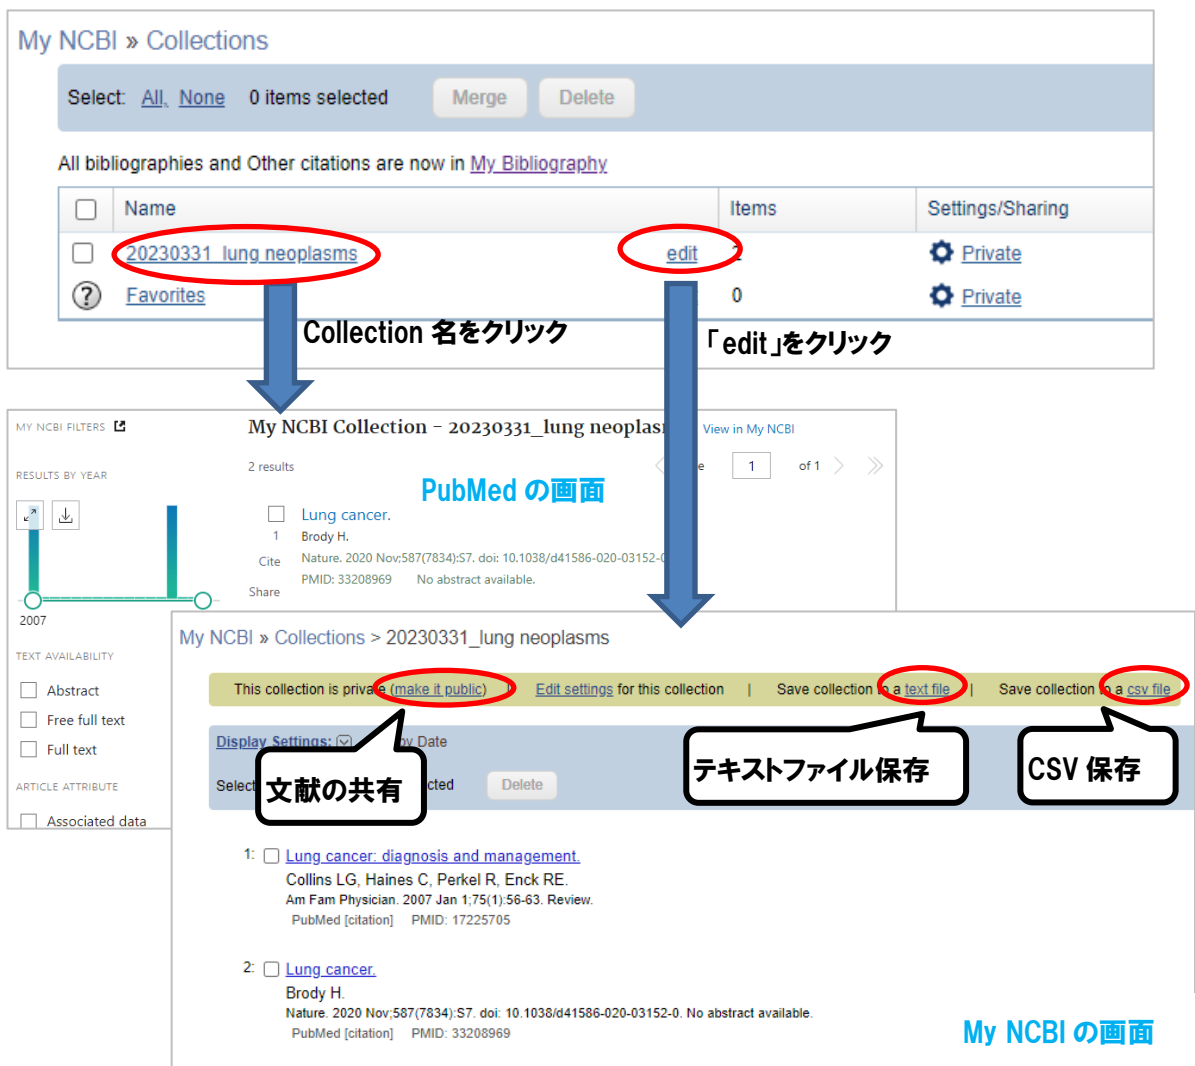 My NCBI » Collections
Select: All, None 0 items selected Merge Delete
All bibliographies and Other citations are now in My Bibliography
Name Items Settings/Sharing
20230331_lung neoplasms edit 2 Private
? Favorites 0 Private
Collection 名をクリック
「edit」をクリック
MY NCBI FILTERS
My NCBI Collection - 20230331_lung neoplas
View in My NCBI
2 results
1 of 1
RESULTS BY YEAR
PubMed の画面
Lung cancer.
1 Brody H.
Cite Nature. 2020 Nov;587(7834):S7. doi: 10.1038/d41586-020-03152-0
PMID: 33208969 No abstract available.
Share
2007
TEXT AVAILABILITY
Abstract
Free full text
Full text
ARTICLE ATTRIBUTE
Associated data
My NCBI » Collections > 20230331_lung neoplasms
This collection is private (make it public) | Edit settings for this collection | Save collection to a text file | Save collection to a csv file
Display Settings: by Date
Select cted Delete
文献の共有
テキストファイル保存
CSV 保存
1: Lung cancer: diagnosis and management.
Collins LG, Haines C, Perkel R, Enck RE.
Am Fam Physician. 2007 Jan 1;75(1):56-63. Review.
PubMed [citation] PMID: 17225705
2: Lung cancer.
Brody H.
Nature. 2020 Nov;587(7834):S7. doi: 10.1038/d41586-020-03152-0. No abstract available.
PubMed [citation] PMID: 33208969
My NCBI の画面